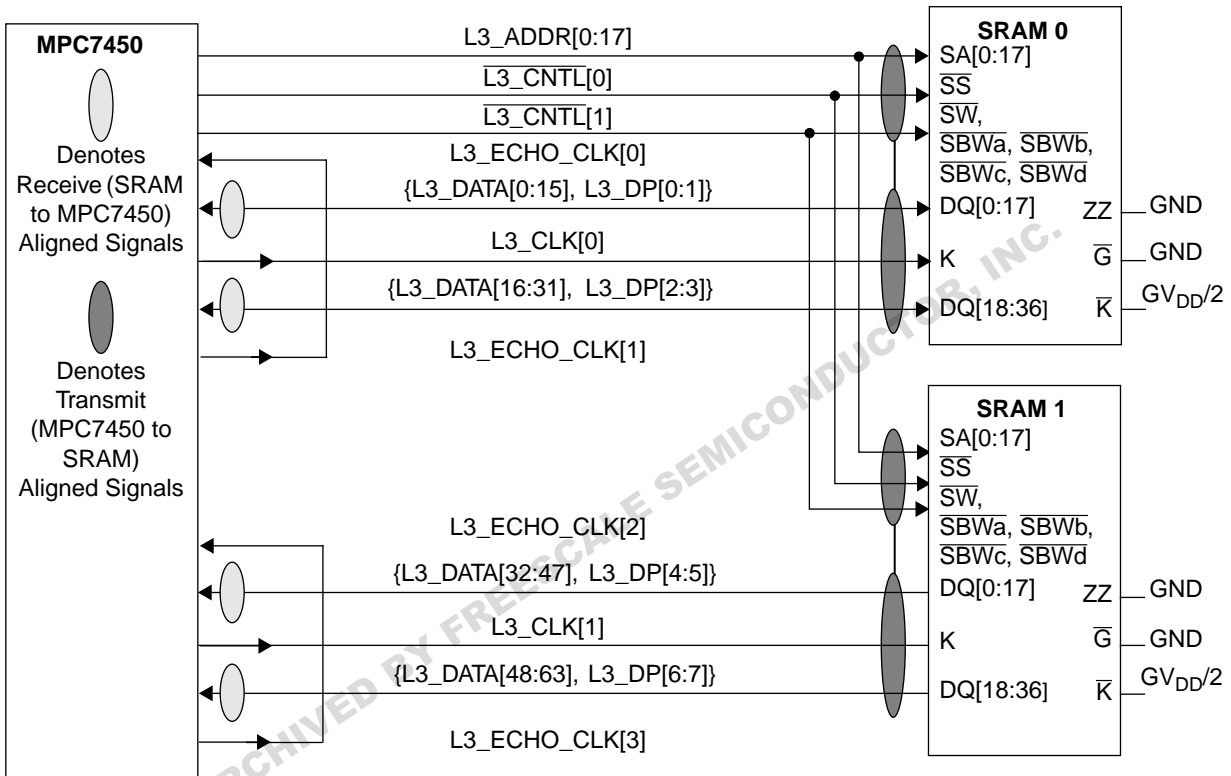 MPC7450
Denotes
Receive (SRAM
to MPC7450)
Aligned Signals
Denotes
Transmit
(MPC7450 to
SRAM)
Aligned Signals
L3_ADDR[0:17]
L3_CNTL[0]
L3_CNTL[1]
L3_ECHO_CLK[0]
{L3_DATA[0:15], L3_DP[0:1]}
L3_CLK[0]
{L3_DATA[16:31], L3_DP[2:3]}
L3_ECHO_CLK[1]
SRAM 0
SA[0:17]
SS
SW,
SBWa, SBWb,
SBWc, SBWd
DQ[0:17] ZZ GND
K G GND
DQ[18:36] K GVDD/2
L3_ECHO_CLK[2]
{L3_DATA[32:47], L3_DP[4:5]}
L3_CLK[1]
{L3_DATA[48:63], L3_DP[6:7]}
L3_ECHO_CLK[3]
SRAM 1
SA[0:17]
SS
SW,
SBWa, SBWb,
SBWc, SBWd
DQ[0:17] ZZ GND
K G GND
DQ[18:36] K GVDD/2
RCHIVED BY FREESCALE SEMICONDUCTOR, INC.